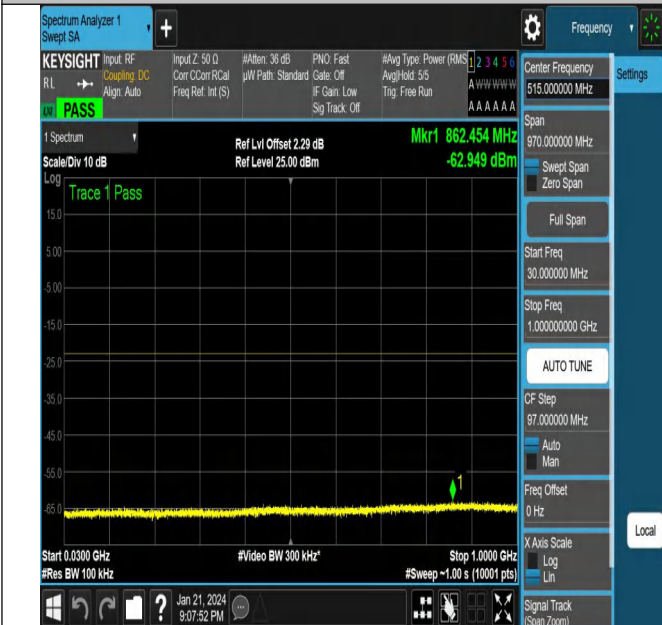 Spectrum Analyzer 1
Swept SA
+
Frequency
KEYSIGHT
RL
Input: RF
Coupling: DC
Align: Auto
Input Z: 50 Ω
Corr CCorr RCal
Freq Ref: Int (S)
#Atten: 36 dB
µW Path: Standard
PNO: Fast
Gate: Off
IF Gain: Low
Sig Track: Off
#Avg Type: Power (RMS
Avg|Hold: 5/5
Trig: Free Run
1 2 3 4 5 6
A W W W W W
A A A A A A
PASS
1 Spectrum
Scale/Div 10 dB
Ref Lvl Offset 2.29 dB
Ref Level 25.00 dBm
Mkr1 862.454 MHz
-62.949 dBm
Log
Trace 1 Pass
15.0
5.00
-5.00
-15.0
-25.0
-35.0
-45.0
-55.0
-65.0
1
Start 0.0300 GHz
#Res BW 100 kHz
#Video BW 300 kHz*
Stop 1.0000 GHz
#Sweep ~1.00 s (10001 pts)
?
Jan 21, 2024
9:07:52 PM
Center Frequency
515.000000 MHz
Settings
Span
970.000000 MHz
Swept Span
Zero Span
Full Span
Start Freq
30.000000 MHz
Stop Freq
1.000000000 GHz
AUTO TUNE
CF Step
97.000000 MHz
Auto
Man
Freq Offset
0 Hz
Local
X Axis Scale
Log
Lin
Signal Track
(Span Zoom)